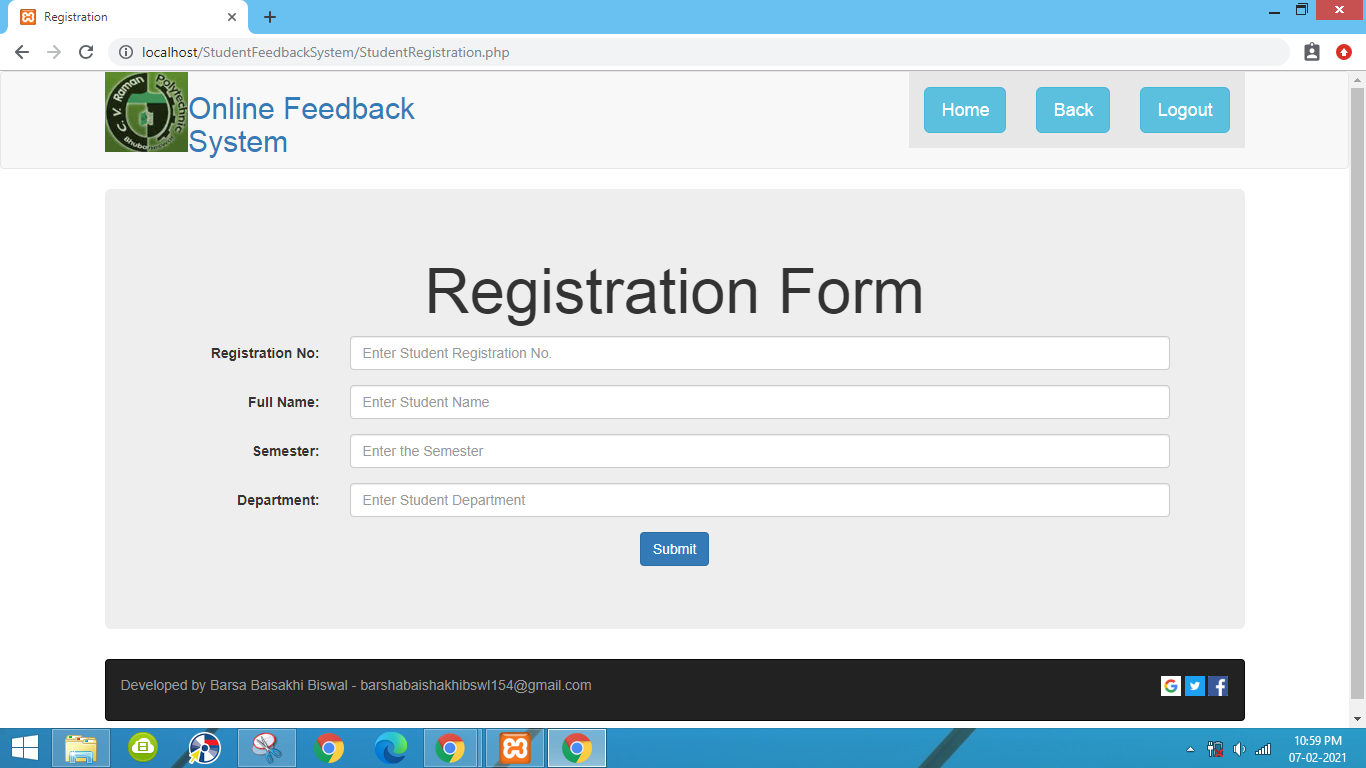 Registration
localhost/StudentFeedbackSystem/StudentRegistration.php
C. V. Raman Polytechnic
Online Feedback
System
Home Back Logout
Registration Form
Registration No: Enter Student Registration No.
Full Name: Enter Student Name
Semester: Enter the Semester
Department: Enter Student Department
Submit
Developed by Barsa Baisakhi Biswal - barshabaishakhibswl154@gmail.com
10:59 PM
07-02-2021